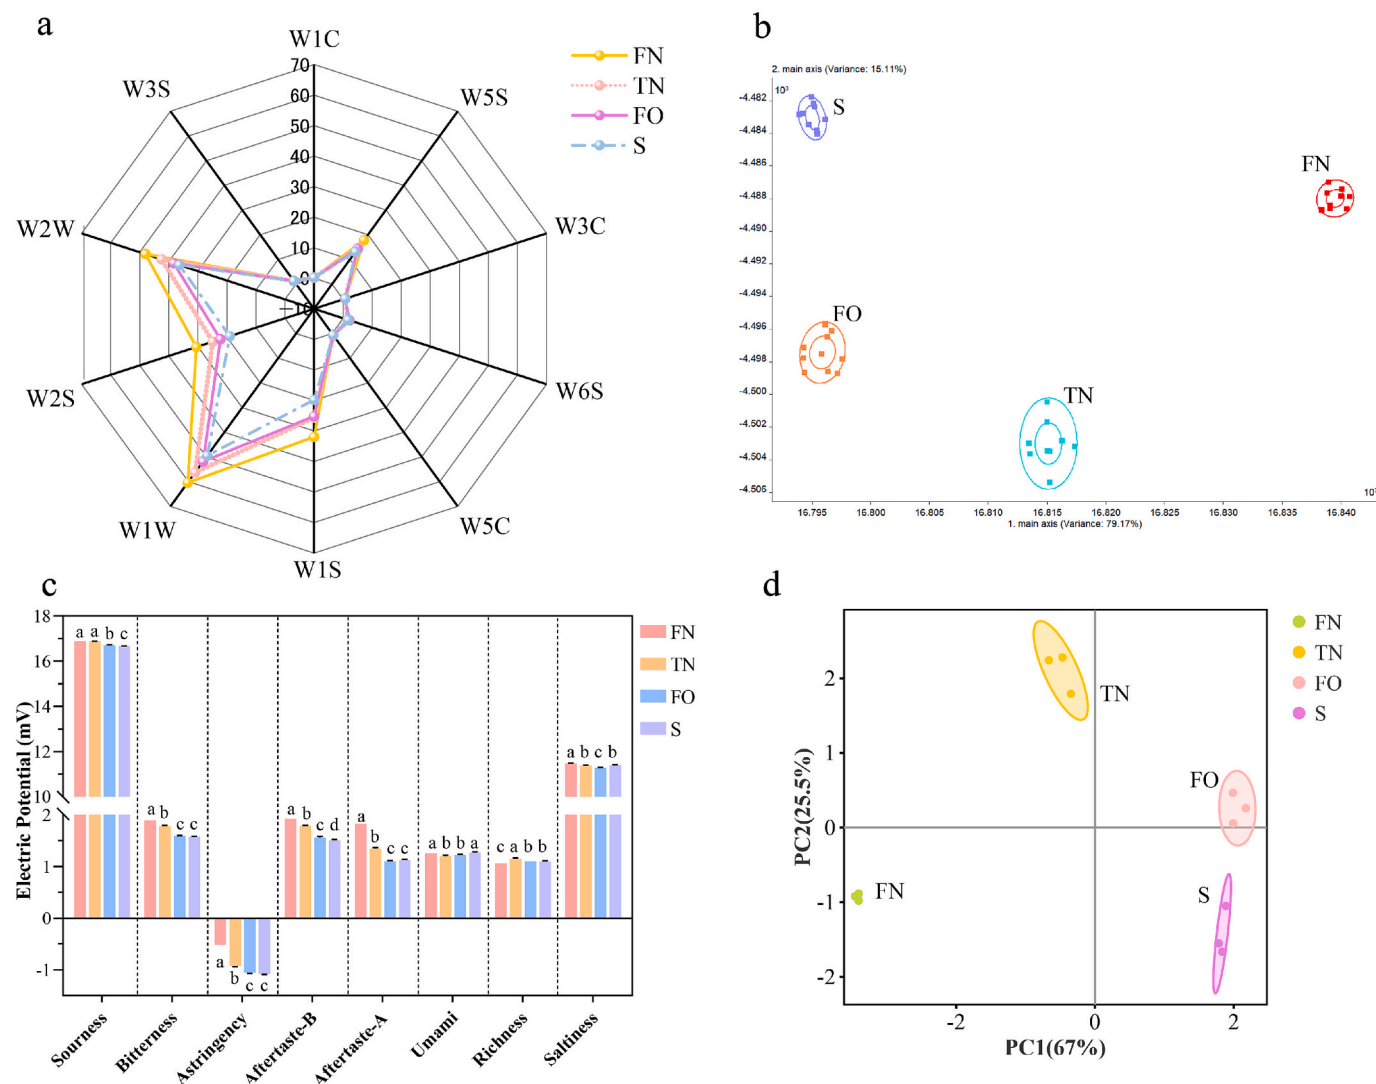 a
W1C
W5S
W3C
W6S
W5C
W1S
W1W
W2S
W2W
W3S
70
60
50
40
30
20
10
0
-10
FN
TN
FO
S
b
2. main axis (Variance: 15.11%)
10³
-4.482
-4.484
-4.486
-4.488
-4.490
-4.492
-4.494
-4.496
-4.498
-4.500
-4.502
-4.504
-4.506
S
FN
FO
TN
16.795 16.800 16.805 16.810 16.815 16.820 16.825 16.830 16.835 16.840
1. main axis (Variance: 79.17%)
c
Electric Potential (mV)
18
16
14
12
10
2
1
0
-1
a a b c
a b c c
a b c c
a b c d
a b c c
a b b a
c a b b
a b c b
Sourness
Bitterness
Astringency
Aftertaste-B
Aftertaste-A
Umami
Richness
Saltiness
FN
TN
FO
S
d
PC2(25.5%)
2
1
0
-1
-2
TN
FO
FN
S
-2 0 2
PC1(67%)
FN
TN
FO
S